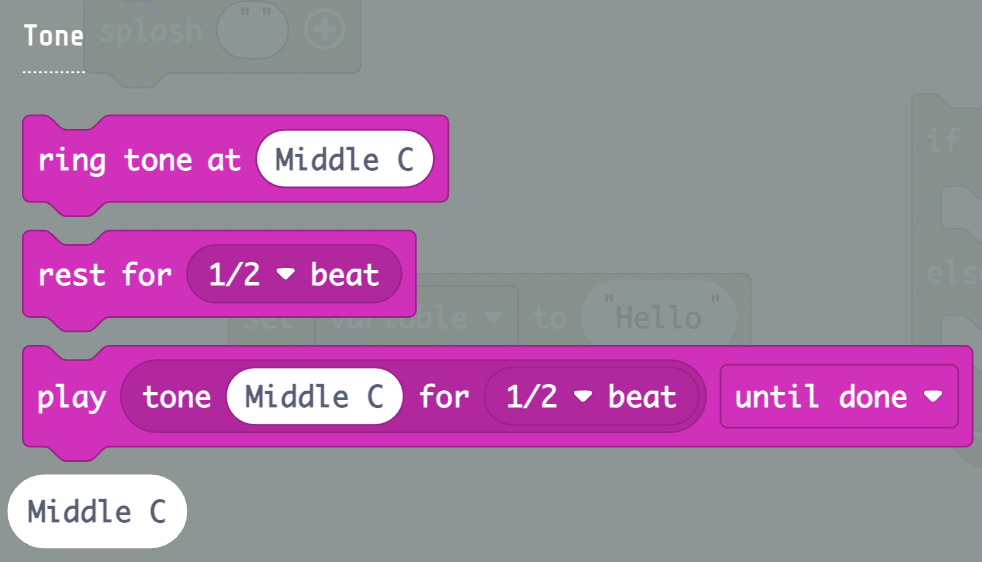 Tone
splash " "
ring tone at Middle C
if
rest for 1/2 beat
els
set variable to "Hello"
play tone Middle C for 1/2 beat until done
Middle C